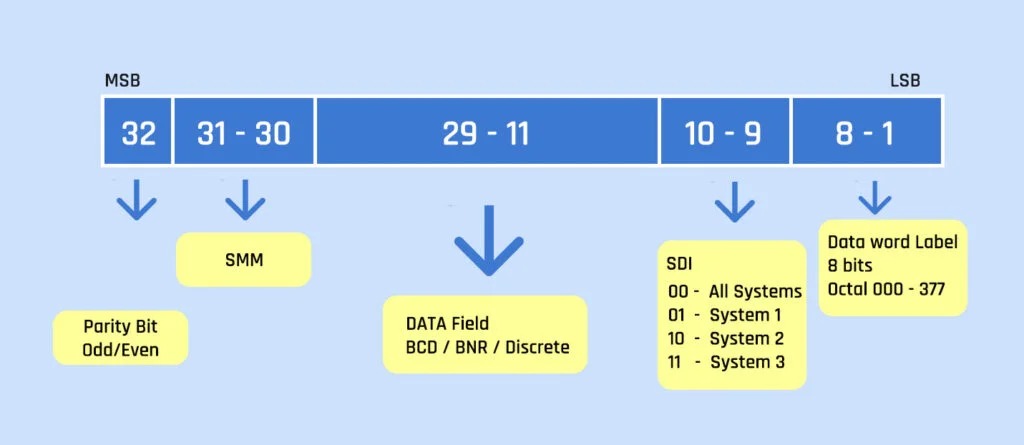 MSB
LSB
32
31 - 30
29 - 11
10 - 9
8 - 1
SMM
Parity Bit
Odd/Even
DATA Field
BCD / BNR / Discrete
SDI
00 - All Systems
01 - System 1
10 - System 2
11 - System 3
Data word Label
8 bits
Octal 000 - 377